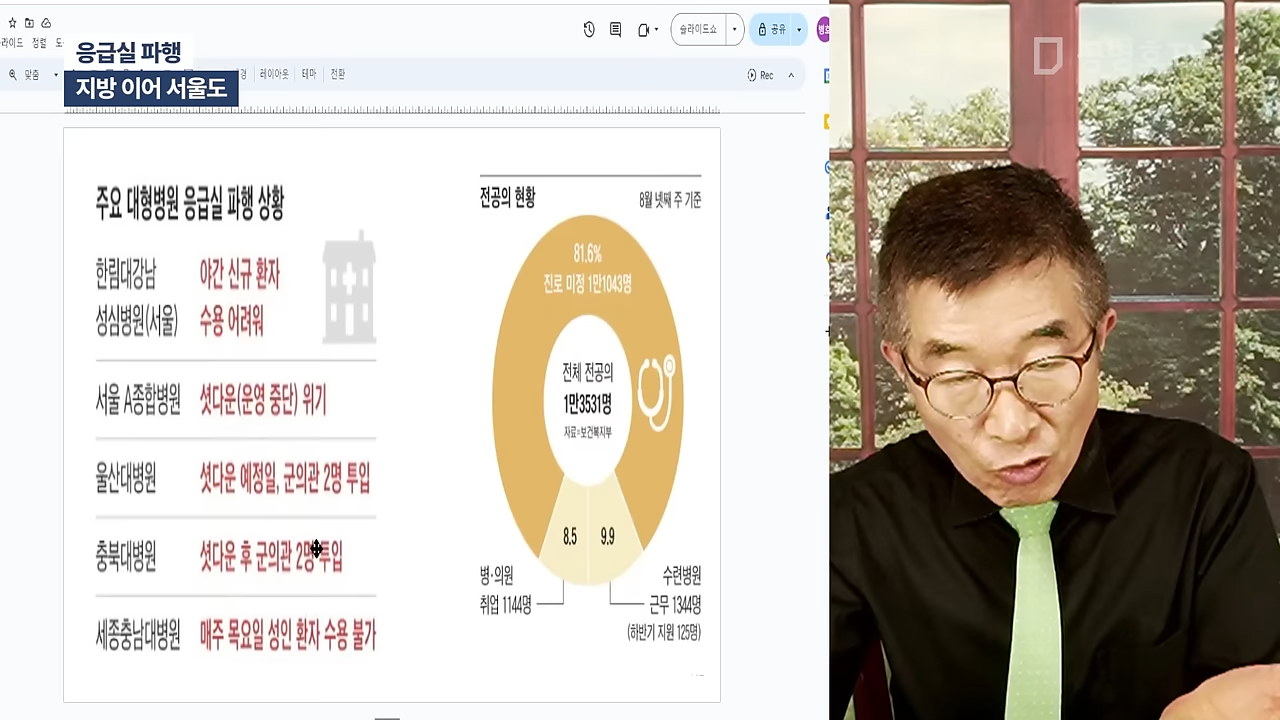 응급실 파행
지방 이어 서울도
정렬
맞춤
레이아웃
테마
전환
슬라이드쇼
공유
Rec
주요 대형병원 응급실 파행 상황
한림대강남
성심병원(서울)
야간 신규 환자
수용 어려워
서울 A종합병원
셧다운(운영 중단) 위기
울산대병원
셧다운 예정일, 군의관 2명 투입
충북대병원
셧다운 후 군의관 2명 투입
세종충남대병원
매주 목요일 성인 환자 수용 불가
전공의 현황
8월 넷째 주 기준
81.6%
진로 미정 1만1043명
전체 전공의
1만3531명
자료=보건복지부
8.5
9.9
병·의원
취업 1144명
수련병원
근무 1344명
(하반기 지원 125명)